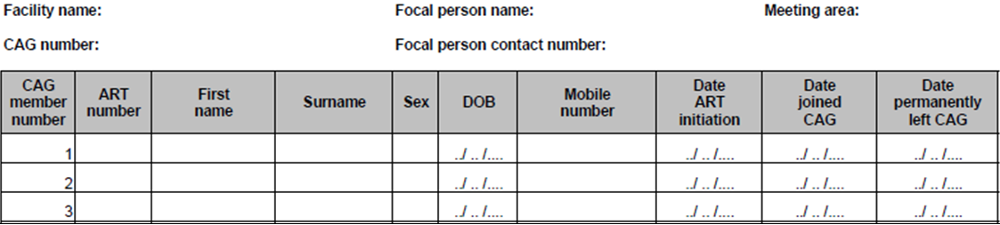 Facility name: Focal person name: Meeting area:
CAG number: Focal person contact number:
CAG member number ART number First name Surname Sex DOB Mobile number Date ART initiation Date joined CAG Date permanently left CAG
1 ../ .. /.... ../ .. /.... ../ .. /.... ../ .. /....
2 ../ .. /.... ../ .. /.... ../ .. /.... ../ .. /....
3 ../ .. /.... ../ .. /.... ../ .. /.... ../ .. /....